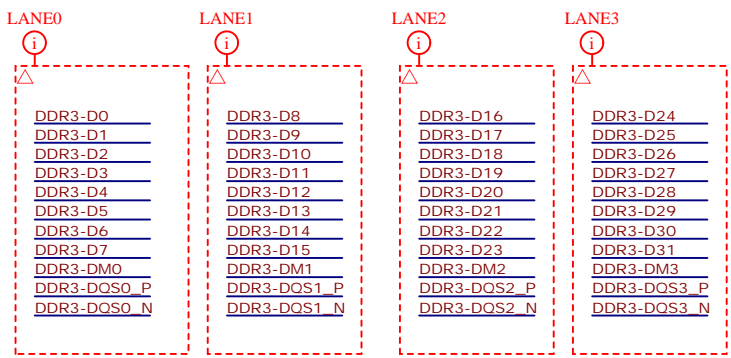 LANE0
i
DDR3-D0
DDR3-D1
DDR3-D2
DDR3-D3
DDR3-D4
DDR3-D5
DDR3-D6
DDR3-D7
DDR3-DM0
DDR3-DQS0_P
DDR3-DQS0_N
LANE1
i
DDR3-D8
DDR3-D9
DDR3-D10
DDR3-D11
DDR3-D12
DDR3-D13
DDR3-D14
DDR3-D15
DDR3-DM1
DDR3-DQS1_P
DDR3-DQS1_N
LANE2
i
DDR3-D16
DDR3-D17
DDR3-D18
DDR3-D19
DDR3-D20
DDR3-D21
DDR3-D22
DDR3-D23
DDR3-DM2
DDR3-DQS2_P
DDR3-DQS2_N
LANE3
i
DDR3-D24
DDR3-D25
DDR3-D26
DDR3-D27
DDR3-D28
DDR3-D29
DDR3-D30
DDR3-D31
DDR3-DM3
DDR3-DQS3_P
DDR3-DQS3_N